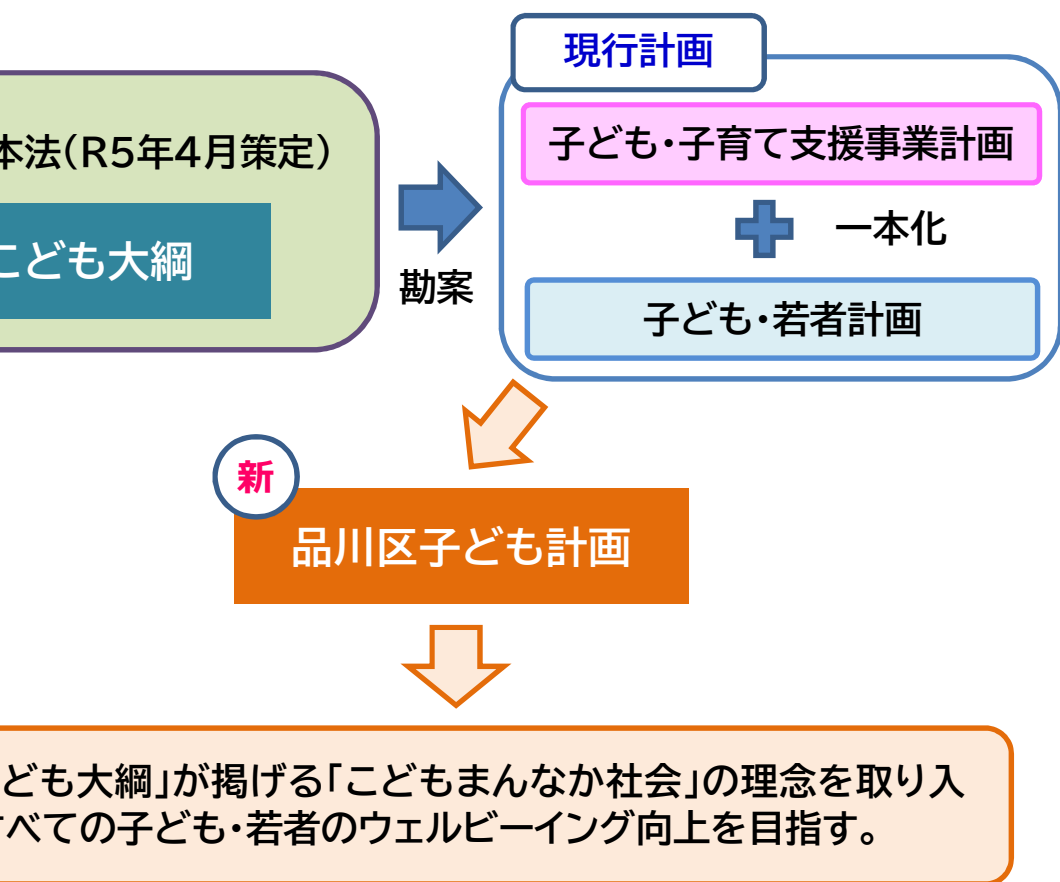 現行計画
本法(R5年4月策定)
こども大綱
勘案
子ども・子育て支援事業計画
一本化
子ども・若者計画
新
品川区子ども計画
ども大綱」が掲げる「こどもまんなか社会」の理念を取り入
すべての子ども・若者のウェルビーイング向上を目指す。